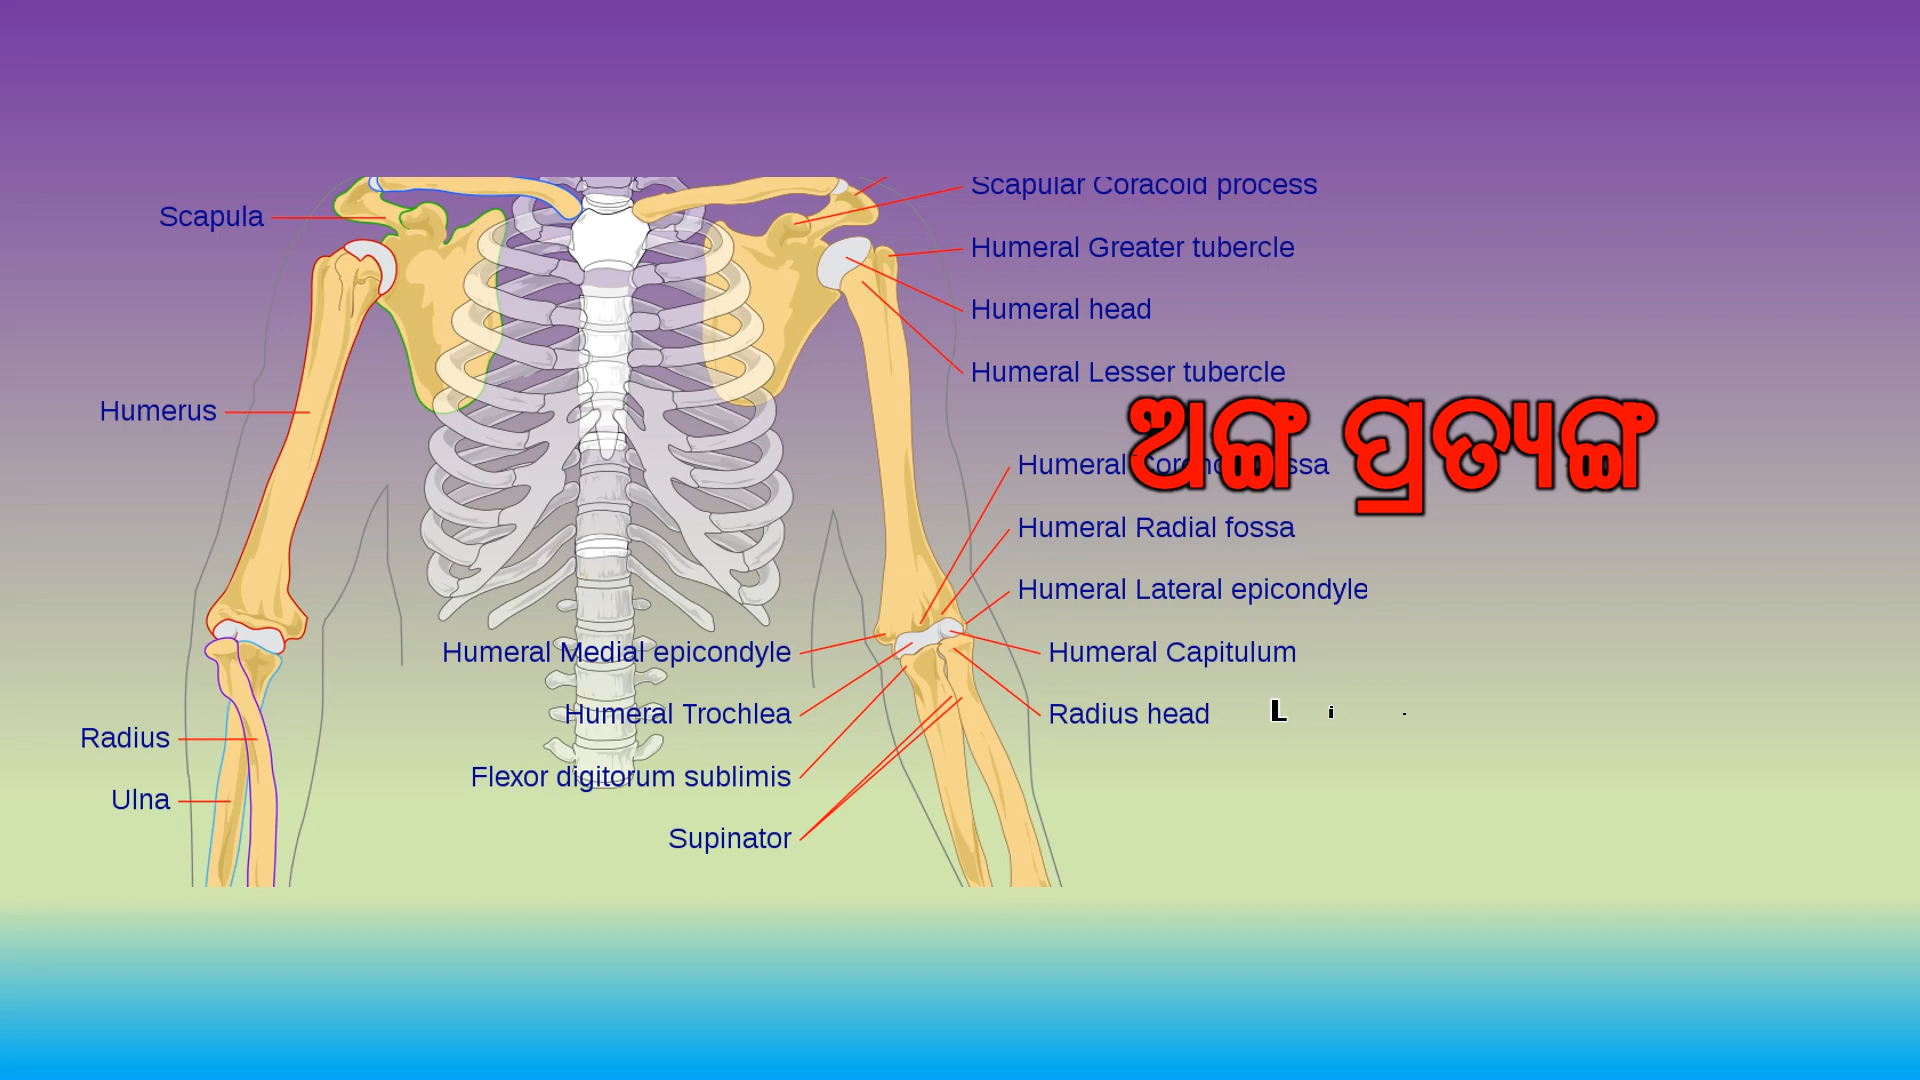 Scapular Coracoid process
Scapula
Humeral Greater tubercle
Humeral head
Humeral Lesser tubercle
Humerus
ଅଙ୍ଗ ପ୍ରତ୍ୟଙ୍ଗ
Humeral
Humeral Radial fossa
Humeral Lateral epicondyle
Humeral Medial epicondyle
Humeral Capitulum
Humeral Trochlea
Radius head
L i
Radius
Flexor digitorum sublimis
Ulna
Supinator